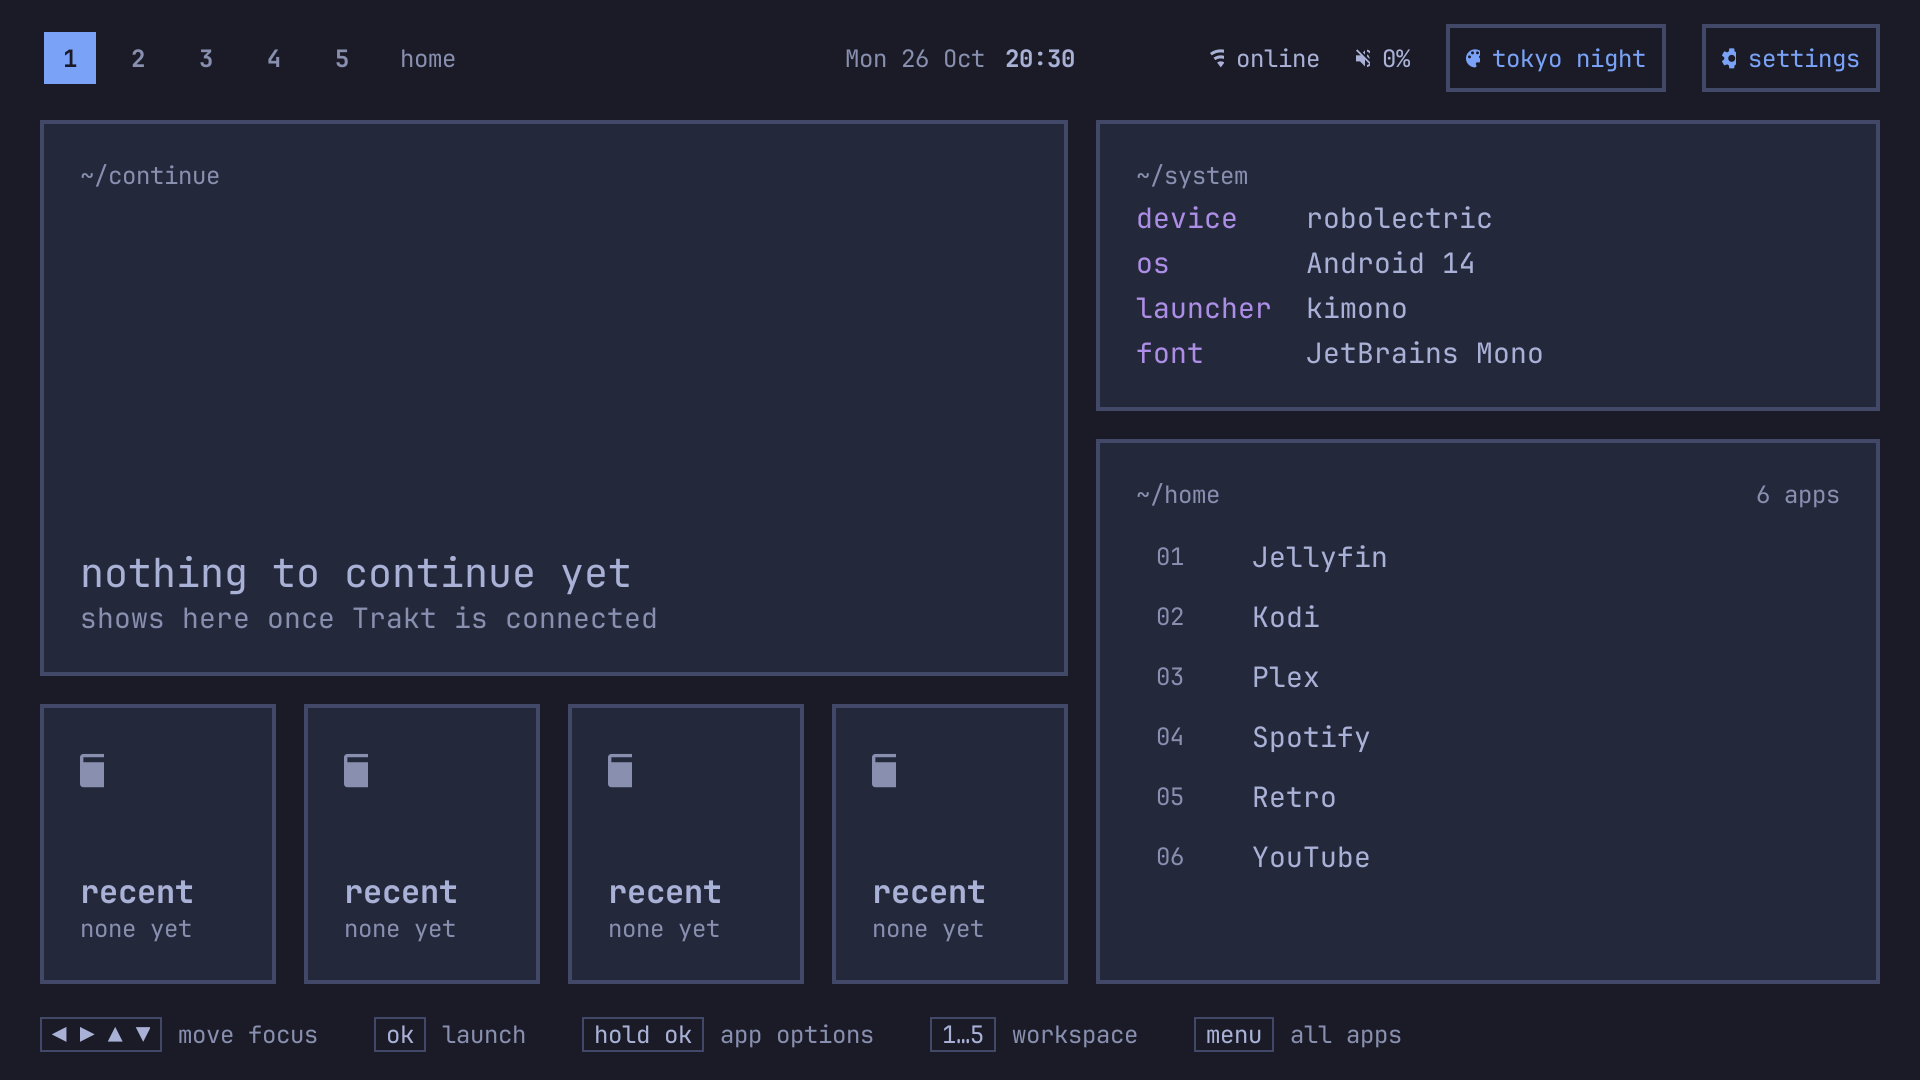 1 2 3 4 5 home Mon 26 Oct 20:30 online 0% tokyo night settings
~/continue
nothing to continue yet
shows here once Trakt is connected
~/system
device robolectric
os Android 14
launcher kimono
font JetBrains Mono
~/home 6 apps
01 Jellyfin
02 Kodi
03 Plex
04 Spotify
05 Retro
06 YouTube
recent
none yet
recent
none yet
recent
none yet
recent
none yet
◀ ▶ ▲ ▼ move focus ok launch hold ok app options 1…5 workspace menu all apps